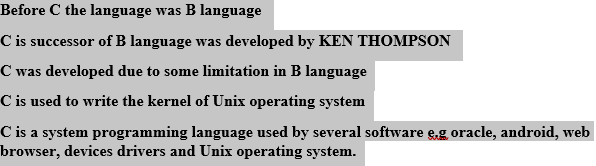 Before C the language was B language
C is successor of B language was developed by KEN THOMPSON
C was developed due to some limitation in B language
C is used to write the kernel of Unix operating system
C is a system programming language used by several software e.g oracle, android, web
browser, devices drivers and Unix operating system.